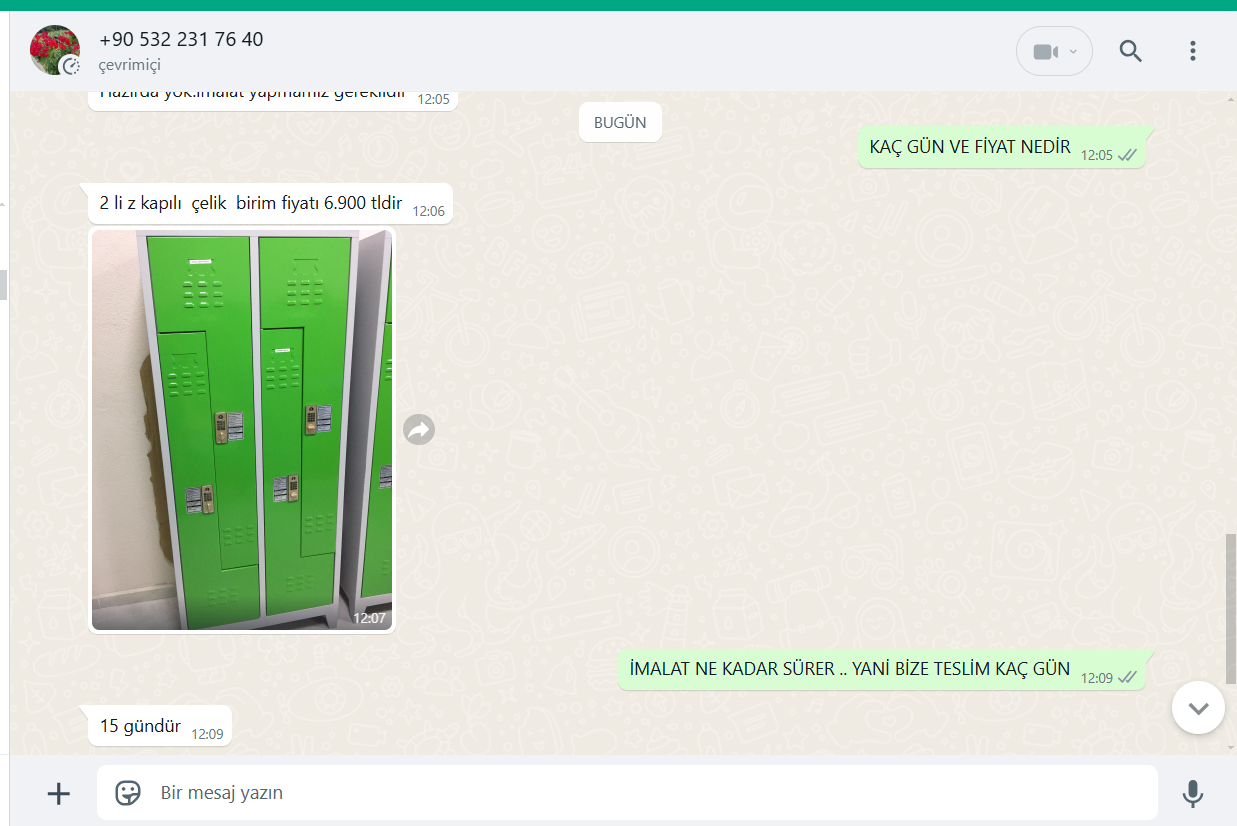 +90 532 231 76 40
çevrimiçi
Hazırda yok.imalat yapmamız gereklidir 12:05
BUGÜN
KAÇ GÜN VE FİYAT NEDİR 12:05
2 li z kapılı  çelik  birim fiyatı 6.900 tldir 12:06
12:07
İMALAT NE KADAR SÜRER .. YANİ BİZE TESLİM KAÇ GÜN 12:09
15 gündür 12:09
Bir mesaj yazın